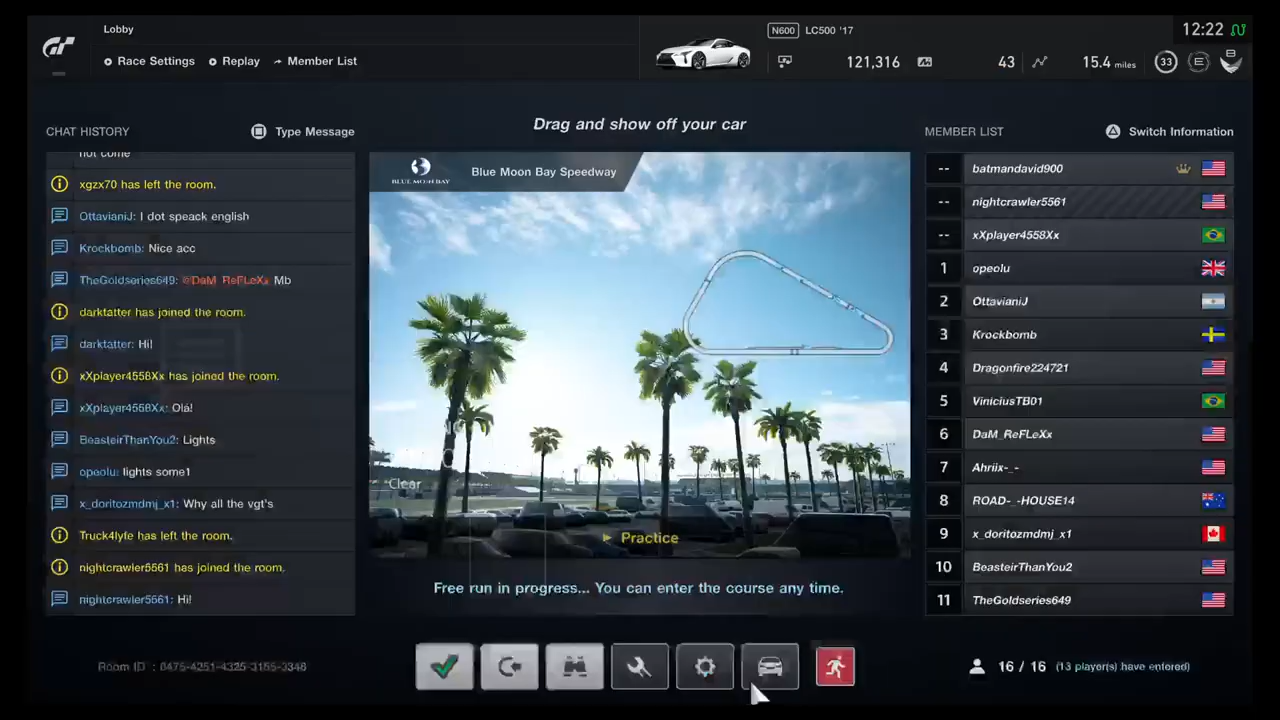 Lobby
Race Settings Replay Member List
N600 LC500 '17
121,316 43 15.4 miles 33 E B
12:22
Drag and show off your car
CHAT HISTORY Type Message
not come
xgzx70 has left the room.
OttavianiJ: I dot speack english
Krockbomb: Nice acc
TheGoldseries649: @DaM_ReFLeXx Mb
darktatter has joined the room.
darktatter: Hi!
xXplayer4558Xx has joined the room.
xXplayer4558Xx: Olá!
BeasteirThanYou2: Lights
opeolu: lights some1
x_doritozmdmj_x1: Why all the vgt's
Truck4lyfe has left the room.
nightcrawler5561 has joined the room.
nightcrawler5561: Hi!
BLUE MOON BAY Blue Moon Bay Speedway
Clear
Practice
Free run in progress... You can enter the course any time.
MEMBER LIST Switch Information
-- batmandavid900
-- nightcrawler5561
-- xXplayer4558Xx
1 opeolu
2 OttavianiJ
3 Krockbomb
4 Dragonfire224721
5 ViniciusTB01
6 DaM_ReFLeXx
7 Ahriix-_-
8 ROAD-_-HOUSE14
9 x_doritozmdmj_x1
10 BeasteirThanYou2
11 TheGoldseries649
Room ID : 8475-4251-4325-3155-3348
16 / 16 (13 player(s) have entered)